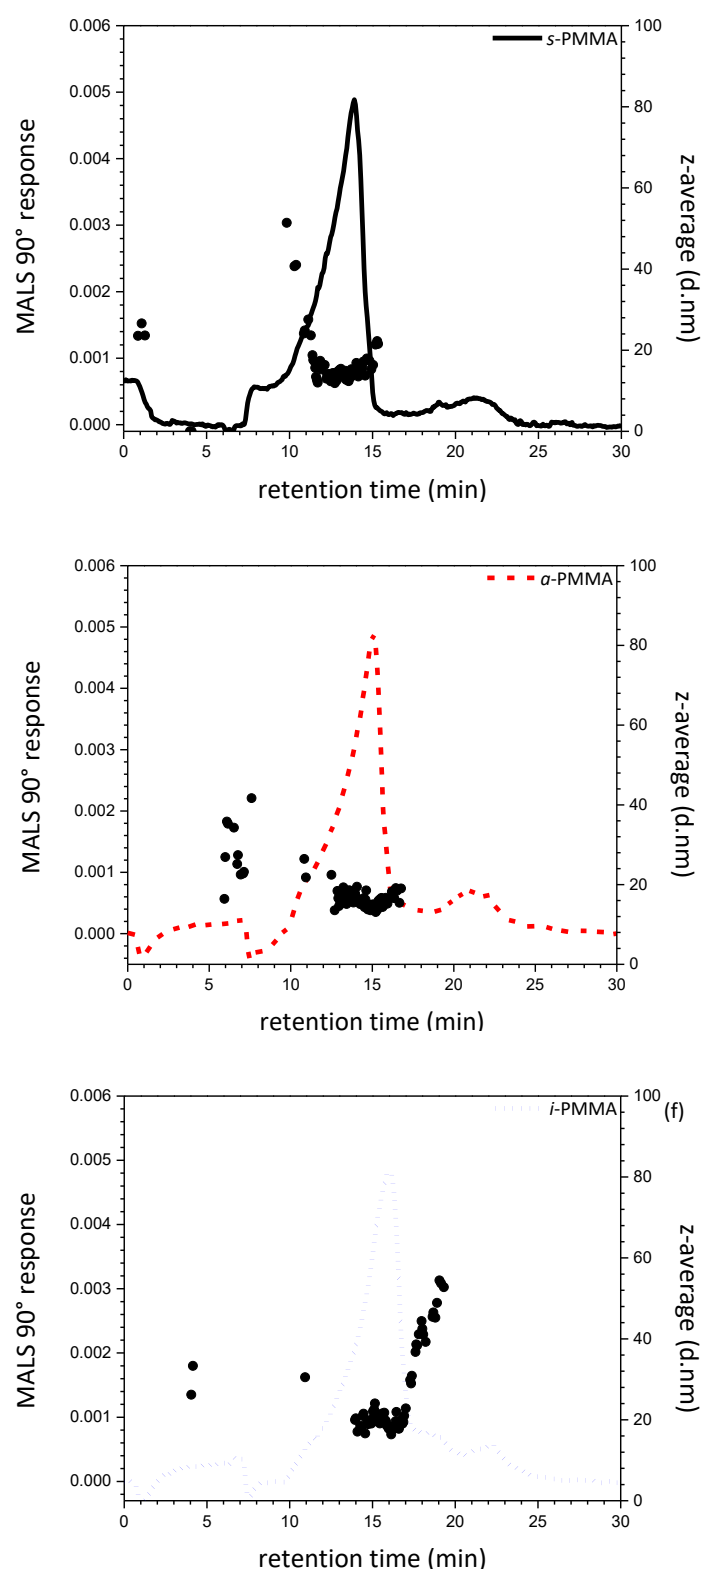 s-PMMA
0.006
0.005
0.004
0.003
0.002
0.001
0.000
MALS 90° response
100
80
60
40
20
0
z-average (d.nm)
0 5 10 15 20 25 30
retention time (min)
a-PMMA
0.006
0.005
0.004
0.003
0.002
0.001
0.000
MALS 90° response
100
80
60
40
20
0
z-average (d.nm)
0 5 10 15 20 25 30
retention time (min)
i-PMMA
(f)
0.006
0.005
0.004
0.003
0.002
0.001
0.000
MALS 90° response
100
80
60
40
20
0
z-average (d.nm)
0 5 10 15 20 25 30
retention time (min)